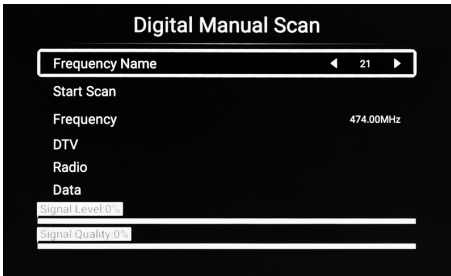 Digital Manual Scan
Frequency Name 21
Start Scan
Frequency 474.00MHz
DTV
Radio
Data
Signal Level:0%
Signal Quality:0%